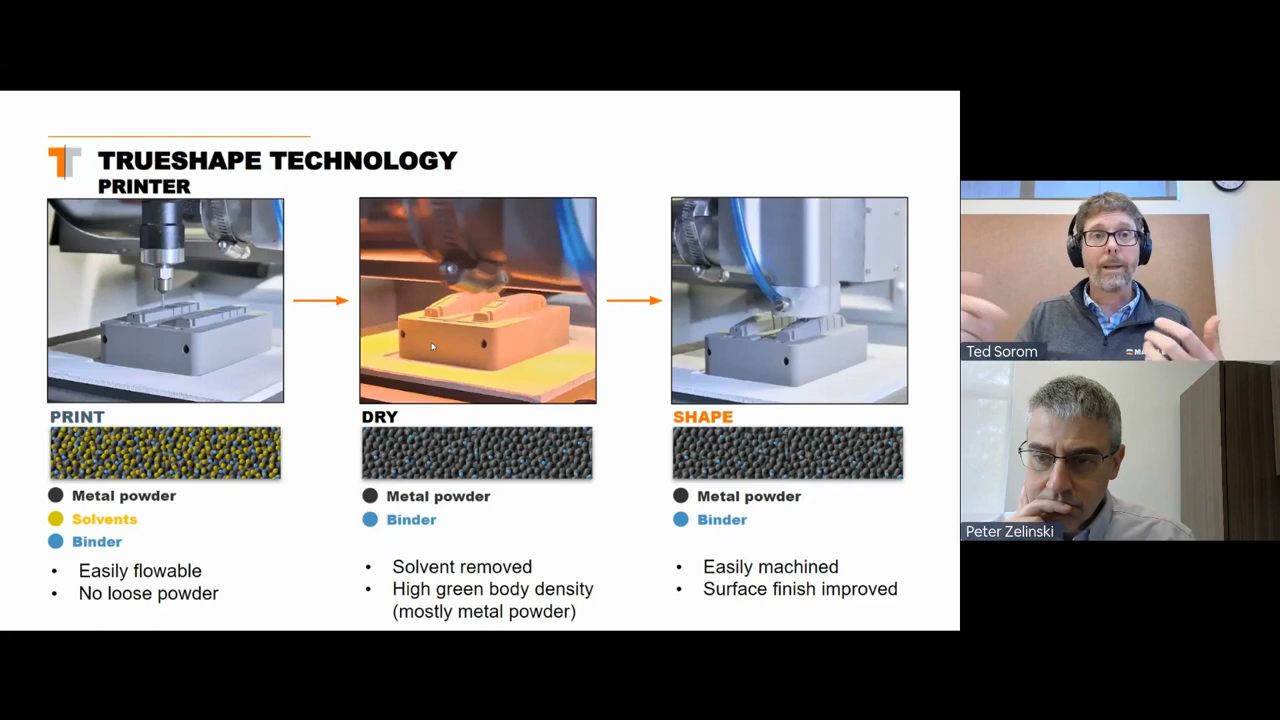 TRUESHAPE TECHNOLOGY
PRINTER
PRINT
Metal powder
Solvents
Binder
• Easily flowable
• No loose powder
DRY
Metal powder
Binder
• Solvent removed
• High green body density
(mostly metal powder)
SHAPE
Metal powder
Binder
• Easily machined
• Surface finish improved
Ted Sorom
Peter Zelinski